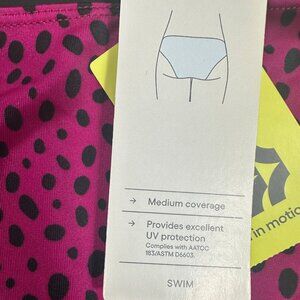 in motio
→ Medium coverage
→ Provides excellent
UV protection
Complies with AATCC
183/ASTM D6603.
SWIM